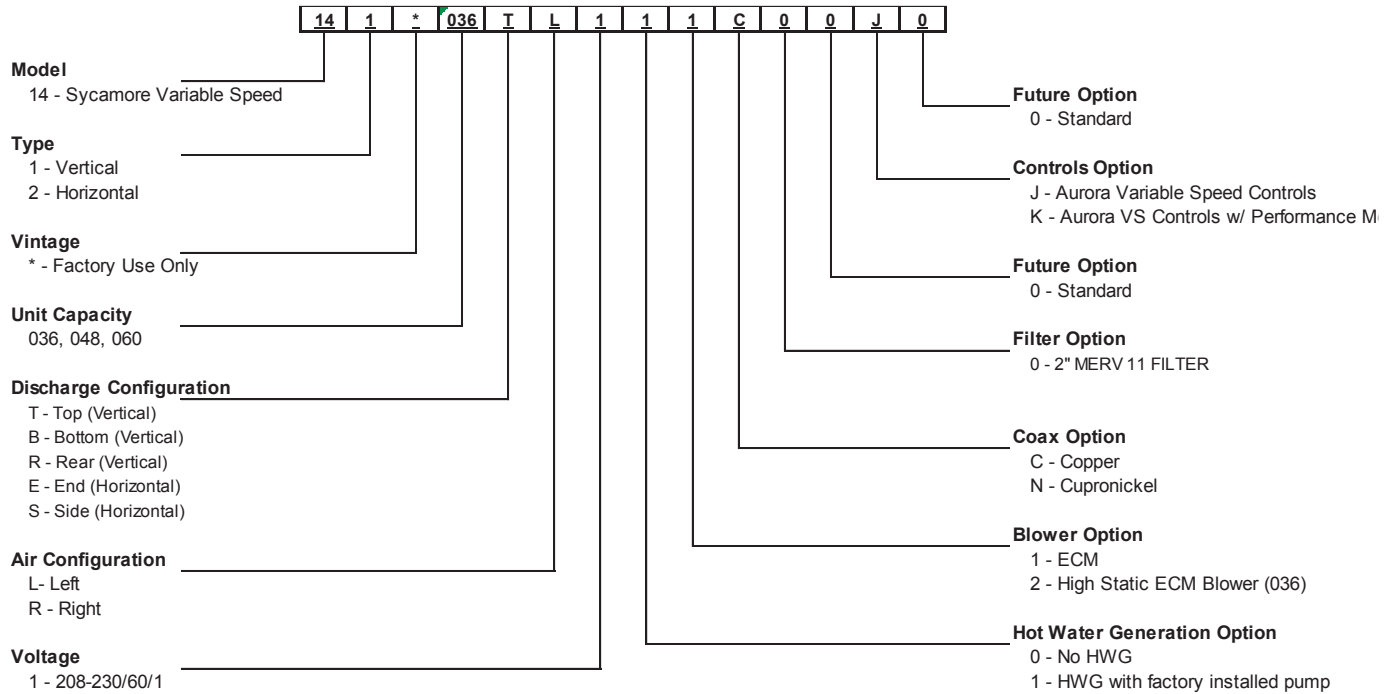 14 1 * 036 T L 1 1 1 C 0 0 J 0
Model
14 - Sycamore Variable Speed
Type
1 - Vertical
2 - Horizontal
Vintage
* - Factory Use Only
Unit Capacity
036, 048, 060
Discharge Configuration
T - Top (Vertical)
B - Bottom (Vertical)
R - Rear (Vertical)
E - End (Horizontal)
S - Side (Horizontal)
Air Configuration
L- Left
R - Right
Voltage
1 - 208-230/60/1
Future Option
0 - Standard
Controls Option
J - Aurora Variable Speed Controls
K - Aurora VS Controls w/ Performance
Future Option
0 - Standard
Filter Option
0 - 2" MERV 11 FILTER
Coax Option
C - Copper
N - Cupronickel
Blower Option
1 - ECM
2 - High Static ECM Blower (036)
Hot Water Generation Option
0 - No HWG
1 - HWG with factory installed pump